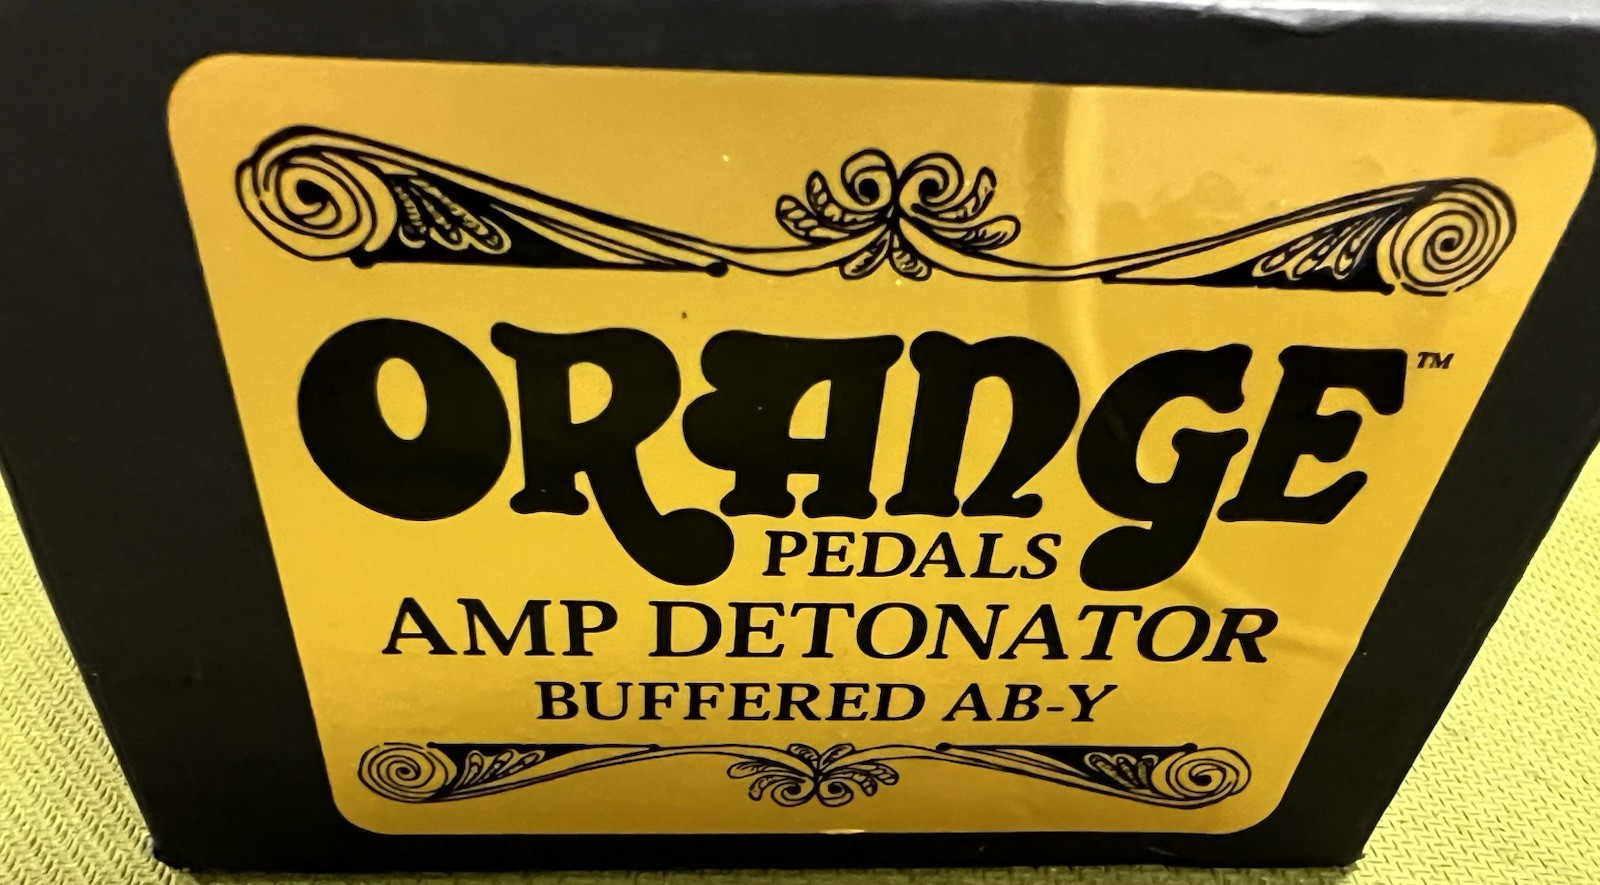 ORANGE™
PEDALS
AMP DETONATOR
BUFFERED AB-Y